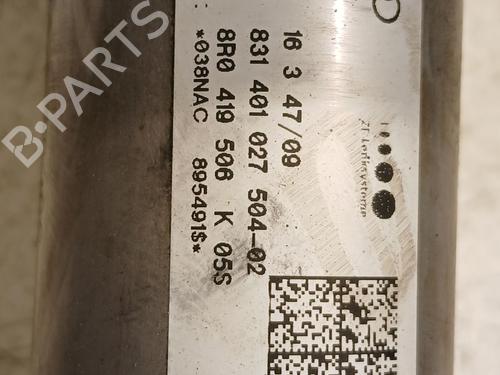 16 3 47/09
831 401 027 504-02
8R0 419 506 K 05S
*038NAC 895491$*
ZF Lenksysteme
B-PARTS